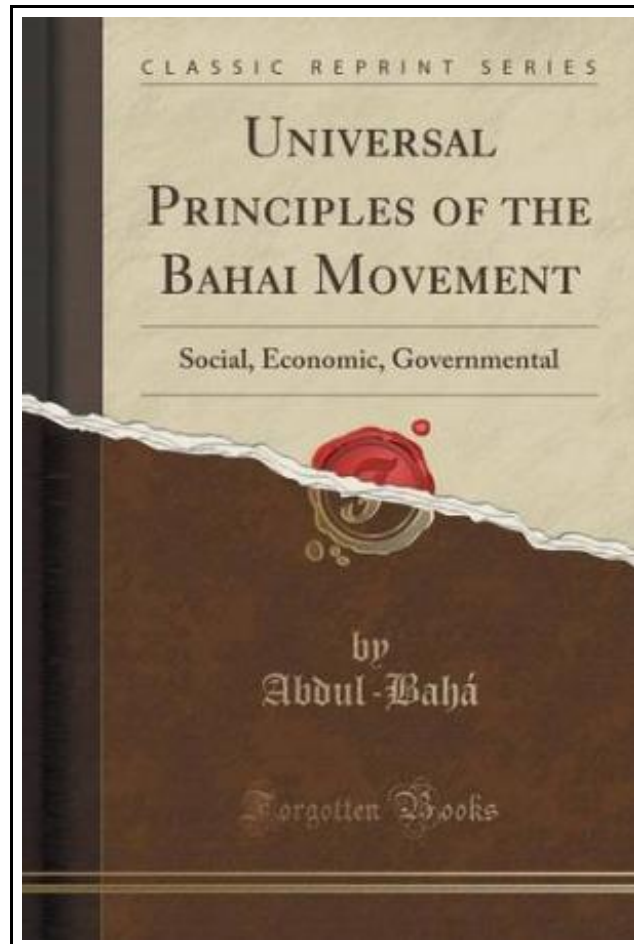 CLASSIC REPRINT SERIES
UNIVERSAL
PRINCIPLES OF THE
BAHAI MOVEMENT
Social, Economic, Governmental
by
Abdul-Bahá
Forgotten Books